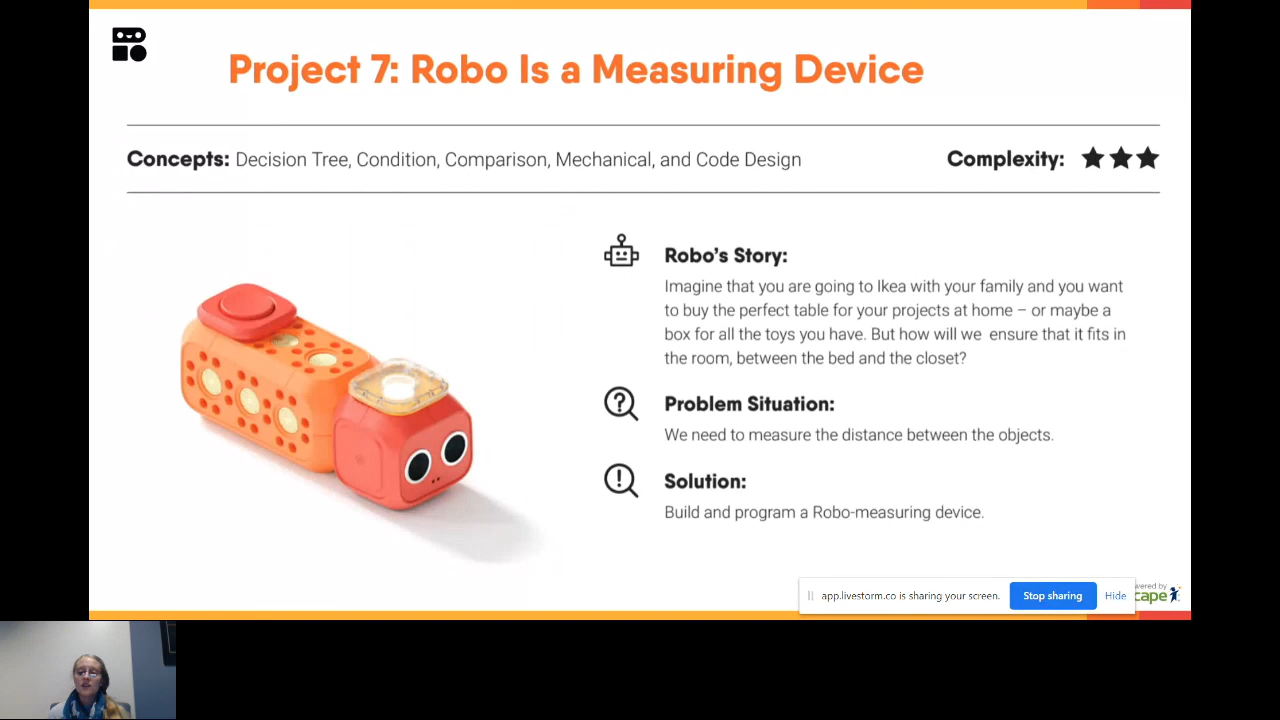 Project 7: Robo Is a Measuring Device
Concepts: Decision Tree, Condition, Comparison, Mechanical, and Code Design
Complexity: ★★★
Robo's Story:
Imagine that you are going to Ikea with your family and you want
to buy the perfect table for your projects at home – or maybe a
box for all the toys you have. But how will we ensure that it fits in
the room, between the bed and the closet?
Problem Situation:
We need to measure the distance between the objects.
Solution:
Build and program a Robo-measuring device.
app.livestorm.co is sharing your screen.
Stop sharing
Hide
wered by
cape